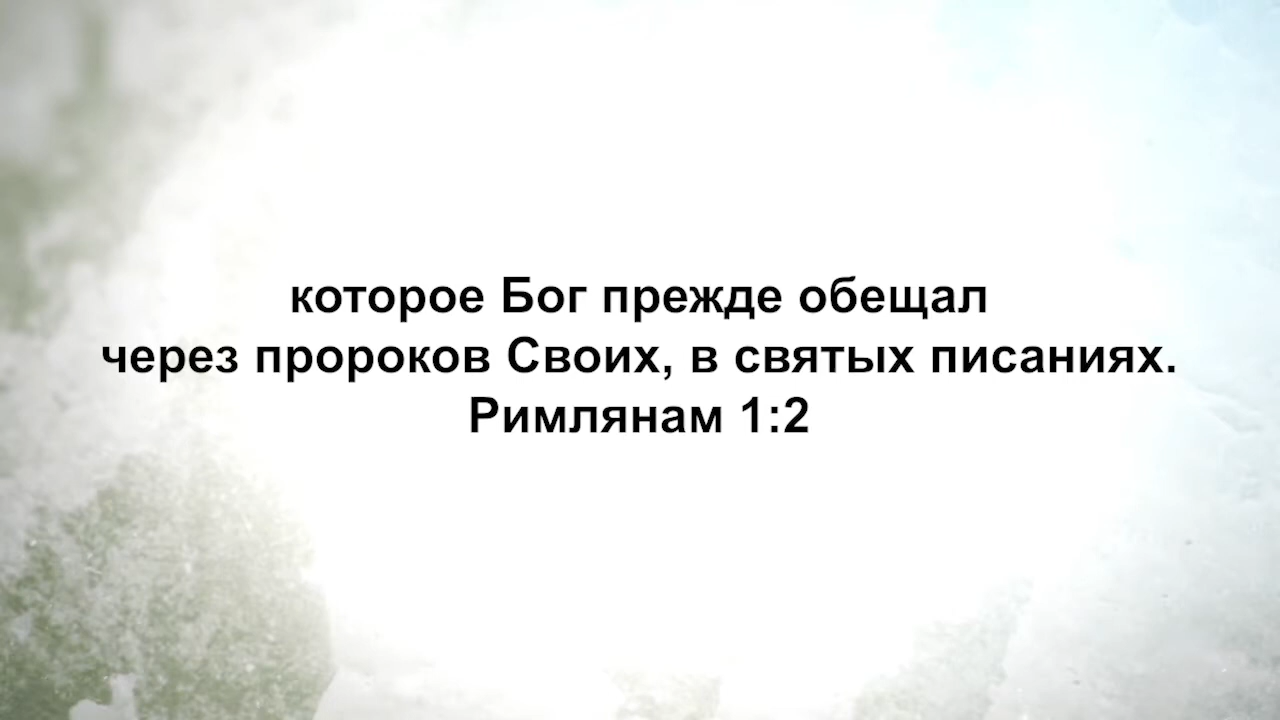 которое Бог прежде обещал
через пророков Своих, в святых писаниях.
Римлянам 1:2